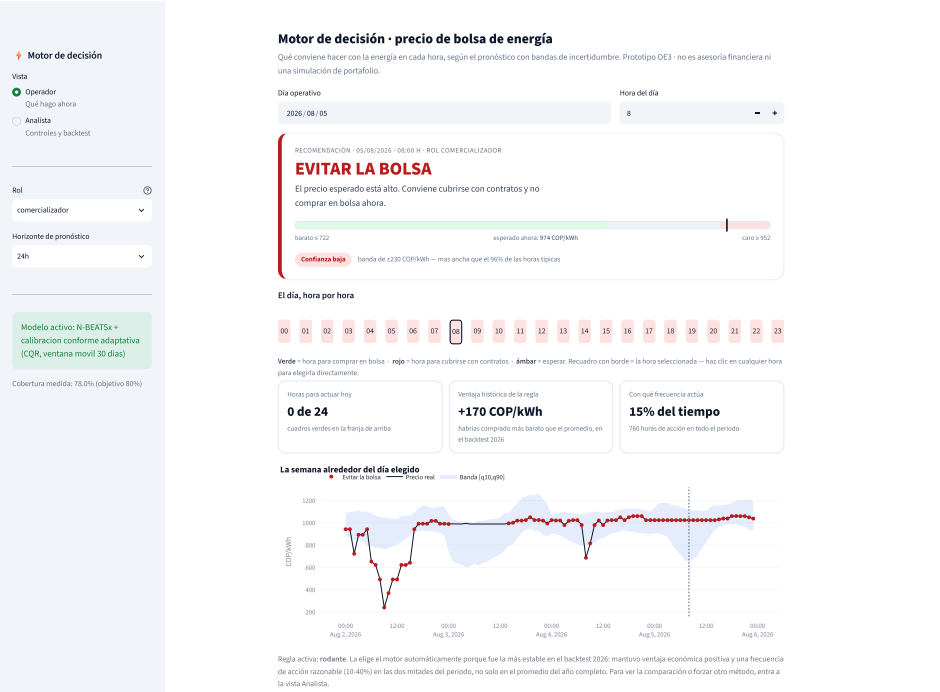 Motor de decisión
Vista
Operador
Qué hago ahora
Analista
Controles y backtest
Rol
comercializador
Horizonte de pronóstico
24h
Modelo activo: N-BEATSx +
calibracion conforme adaptativa
(CQR, ventana movil 30 dias)
Cobertura medida: 78.0% (objetivo 80%)
Motor de decisión · precio de bolsa de energía
Qué conviene hacer con la energía en cada hora, según el pronóstico con bandas de incertidumbre. Prototipo OE3 · no es asesoría financiera ni
una simulación de portafolio.
Día operativo
Hora del día
2026/08/05
8
RECOMENDACIÓN · 05/08/2026 · 08:00 H · ROL COMERCIALIZADOR
EVITAR LA BOLSA
El precio esperado está alto. Conviene cubrirse con contratos y no
comprar en bolsa ahora.
barato ≤ 722
esperado ahora: 974 COP/kWh
caro ≥ 952
Confianza baja
banda de ±230 COP/kWh — mas ancha que el 96% de las horas típicas
El día, hora por hora
00 01 02 03 04 05 06 07 08 09 10 11 12 13 14 15 16 17 18 19 20 21 22 23
Verde = hora para comprar en bolsa · rojo = hora para cubrirse con contratos · ámbar = esperar. Recuadro con borde = la hora seleccionada — haz clic en cualquier hora
para elegirla directamente.
Horas para actuar hoy
0 de 24
cuadros verdes en la franja de arriba
Ventaja histórica de la regla
+170 COP/kWh
habrías comprado más barato que el promedio, en
el backtest 2026
Con qué frecuencia actúa
15% del tiempo
760 horas de acción en todo el periodo
La semana alrededor del día elegido
Evitar la bolsa
Precio real
Banda [q10,q90]
COP/kWh
1200
1000
800
600
400
200
00:00 12:00 00:00 12:00 00:00 12:00 00:00 12:00 00:00
Aug 2, 2026 Aug 3, 2026 Aug 4, 2026 Aug 5, 2026 Aug 6, 2026
Regla activa: rodante. La elige el motor automáticamente porque fue la más estable en el backtest 2026: mantuvo ventaja económica positiva y una frecuencia
de acción razonable (10-40%) en las dos mitades del periodo, no solo en el promedio del año completo. Para ver la comparación o forzar otro método, entra a
la vista Analista.